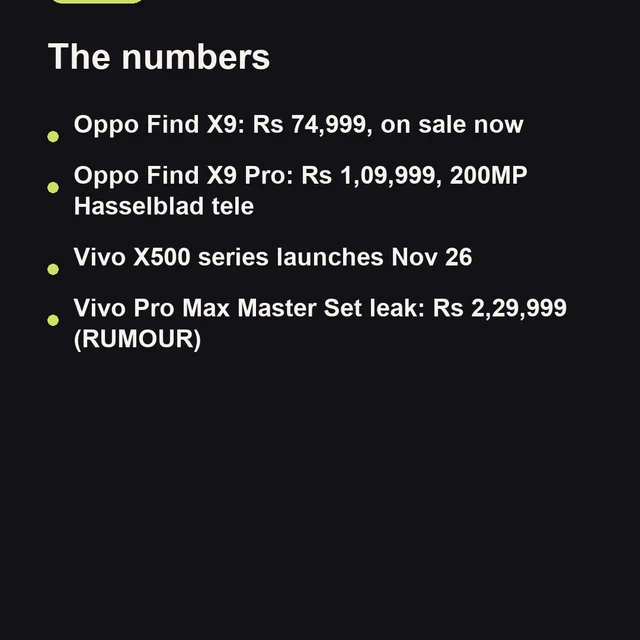 The numbers
Oppo Find X9: Rs 74,999, on sale now
Oppo Find X9 Pro: Rs 1,09,999, 200MP
Hasselblad tele
Vivo X500 series launches Nov 26
Vivo Pro Max Master Set leak: Rs 2,29,999
(RUMOUR)